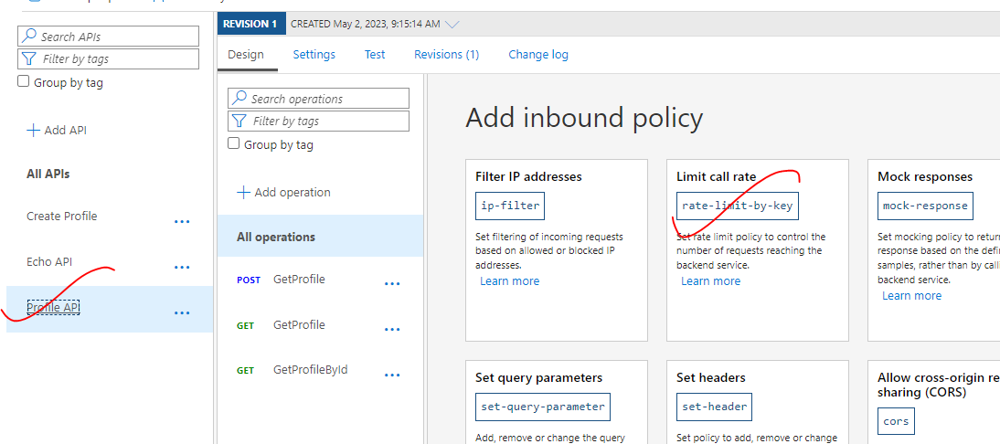 REVISION 1 CREATED May 2, 2023, 9:15:14 AM
Search APIs
Filter by tags
Group by tag
Add API
All APIs
Create Profile
Echo API
Profile API
Design Settings Test Revisions (1) Change log
Search operations
Filter by tags
Group by tag
Add operation
All operations
POST GetProfile
GET GetProfile
GET GetProfileById
Add inbound policy
Filter IP addresses
ip-filter
Set filtering of incoming requests
based on allowed or blocked IP
addresses.
Learn more
Limit call rate
rate-limit-by-key
Set rate limit policy to control the
number of requests reaching the
backend service.
Learn more
Mock responses
mock-response
Set mocking policy to retur
response based on the defi
samples, rather than by calli
backend service.
Learn more
Set query parameters
set-query-parameter
Add, remove or change the query
Set headers
set-header
Set policy to add, remove or change
Allow cross-origin re
sharing (CORS)
cors